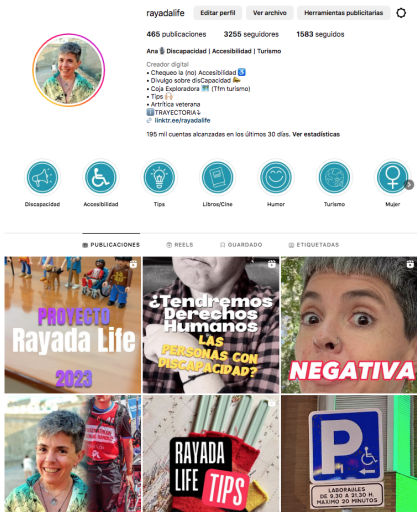 rayadalife
Editar perfil
Ver archivo
Herramientas publicitarias
465 publicaciones
3255 seguidores
1583 seguidos
Ana Discapacidad | Accesibilidad | Turismo
Creador digital
• Chequeo la (no) Accesibilidad
• Divulgo sobre disCapacidad
• Coja Exploradora (Tfm turismo)
• Tips
• Artrítica veterana
TRAYECTORIA
linktr.ee/rayadalife
195 mil cuentas alcanzadas en los últimos 30 días. Ver estadísticas
Discapacidad
Accesibilidad
Tips
Libros/Cine
Humor
Turismo
Mujer
PUBLICACIONES
REELS
GUARDADO
ETIQUETADAS
PROYECTO
Rayada Life
2023
¿Tendremos
Derechos
Humanos
LAS
PERSONAS CON
DISCAPACIDAD?
NEGATIVA
RAYADA
LIFE
TIPS
P
LABORABLES
DE 9,30 A 21,30 H.
MAXIMO 20 MINUTOS